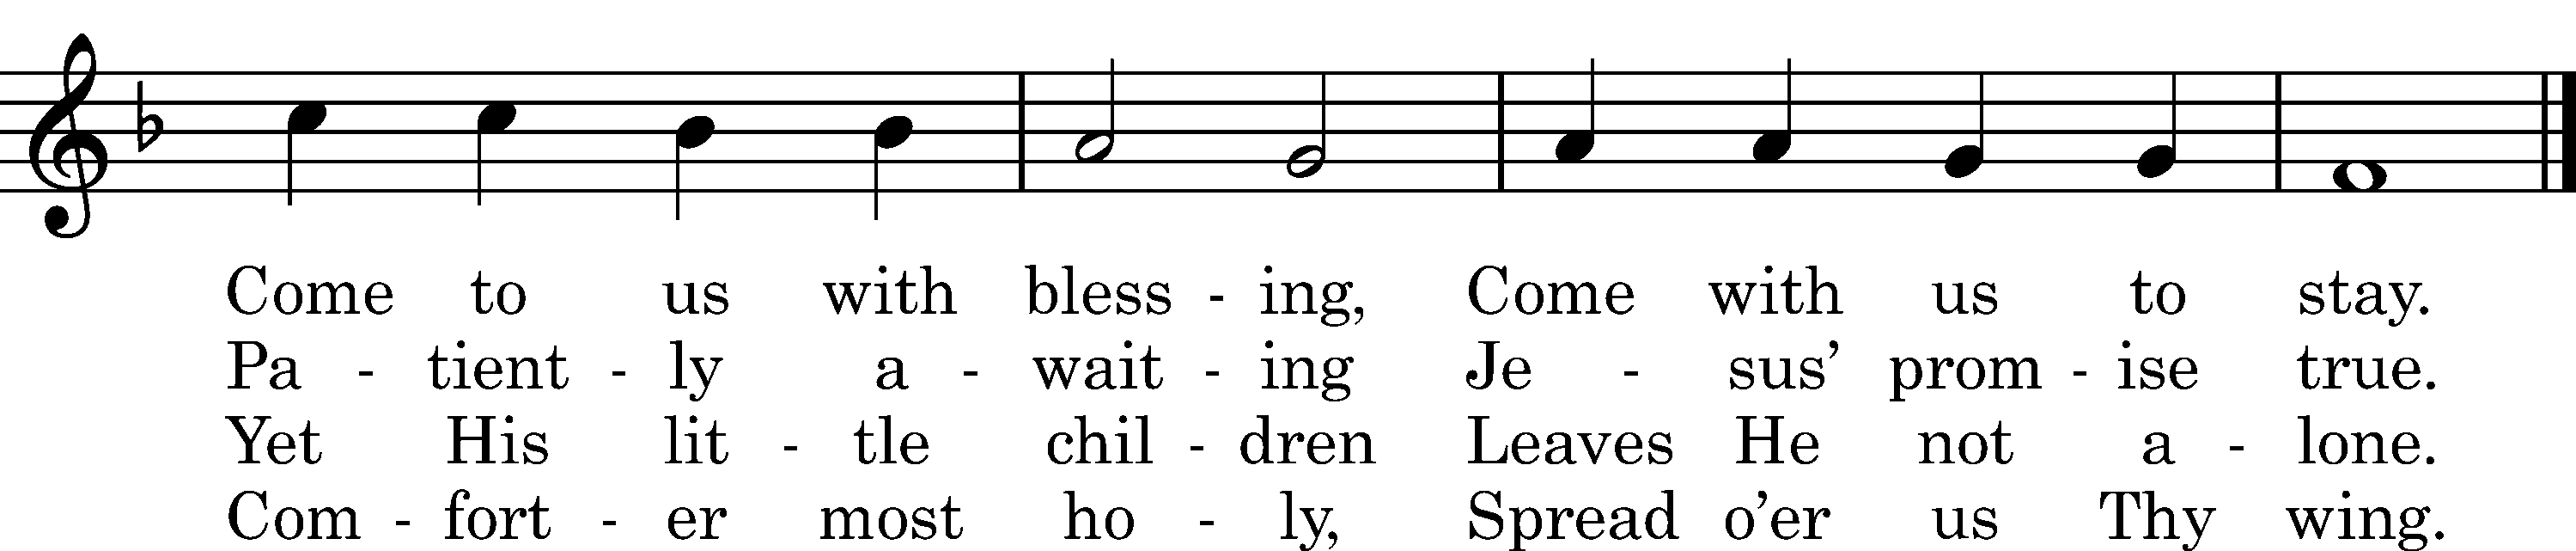 Come to us with bless - ing, Come with us to stay.
Pa - tient - ly a - wait - ing Je - sus’ prom - ise true.
Yet His lit - tle chil - dren Leaves He not a - lone.
Com - fort - er most ho - ly, Spread o’er us Thy wing.